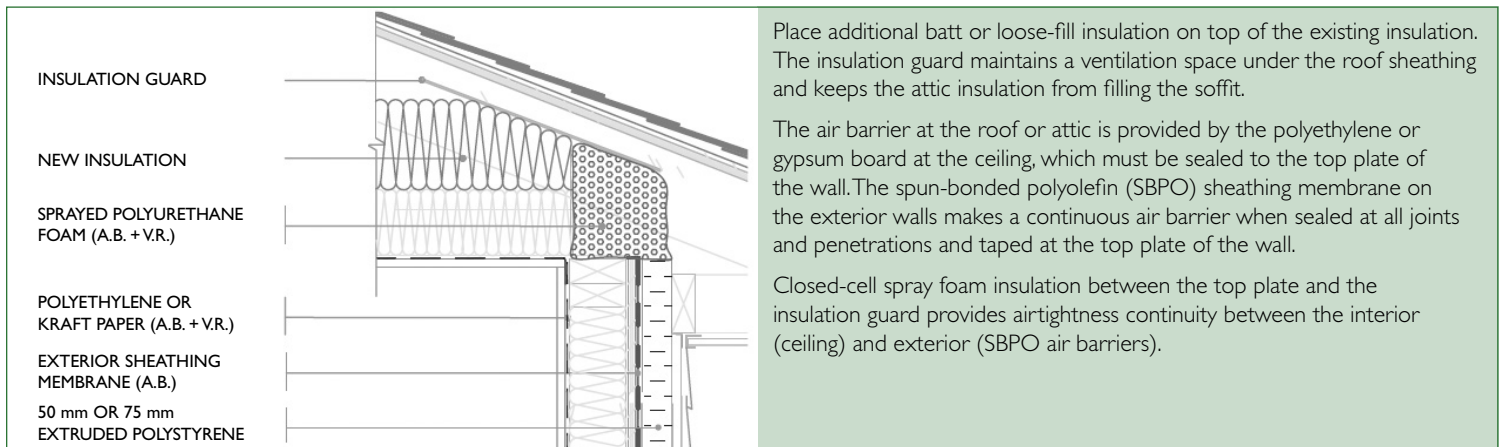 INSULATION GUARD
NEW INSULATION
SPRAYED POLYURETHANE
FOAM (A.B. + V.R.)
POLYETHYLENE OR
KRAFT PAPER (A.B. + V.R.)
EXTERIOR SHEATHING
MEMBRANE (A.B.)
50 mm OR 75 mm
EXTRUDED POLYSTYRENE
Place additional batt or loose-fill insulation on top of the existing insulation.
The insulation guard maintains a ventilation space under the roof sheathing
and keeps the attic insulation from filling the soffit.
The air barrier at the roof or attic is provided by the polyethylene or
gypsum board at the ceiling, which must be sealed to the top plate of
the wall. The spun-bonded polyolefin (SBPO) sheathing membrane on
the exterior walls makes a continuous air barrier when sealed at all joints
and penetrations and taped at the top plate of the wall.
Closed-cell spray foam insulation between the top plate and the
insulation guard provides airtightness continuity between the interior
(ceiling) and exterior (SBPO air barriers).